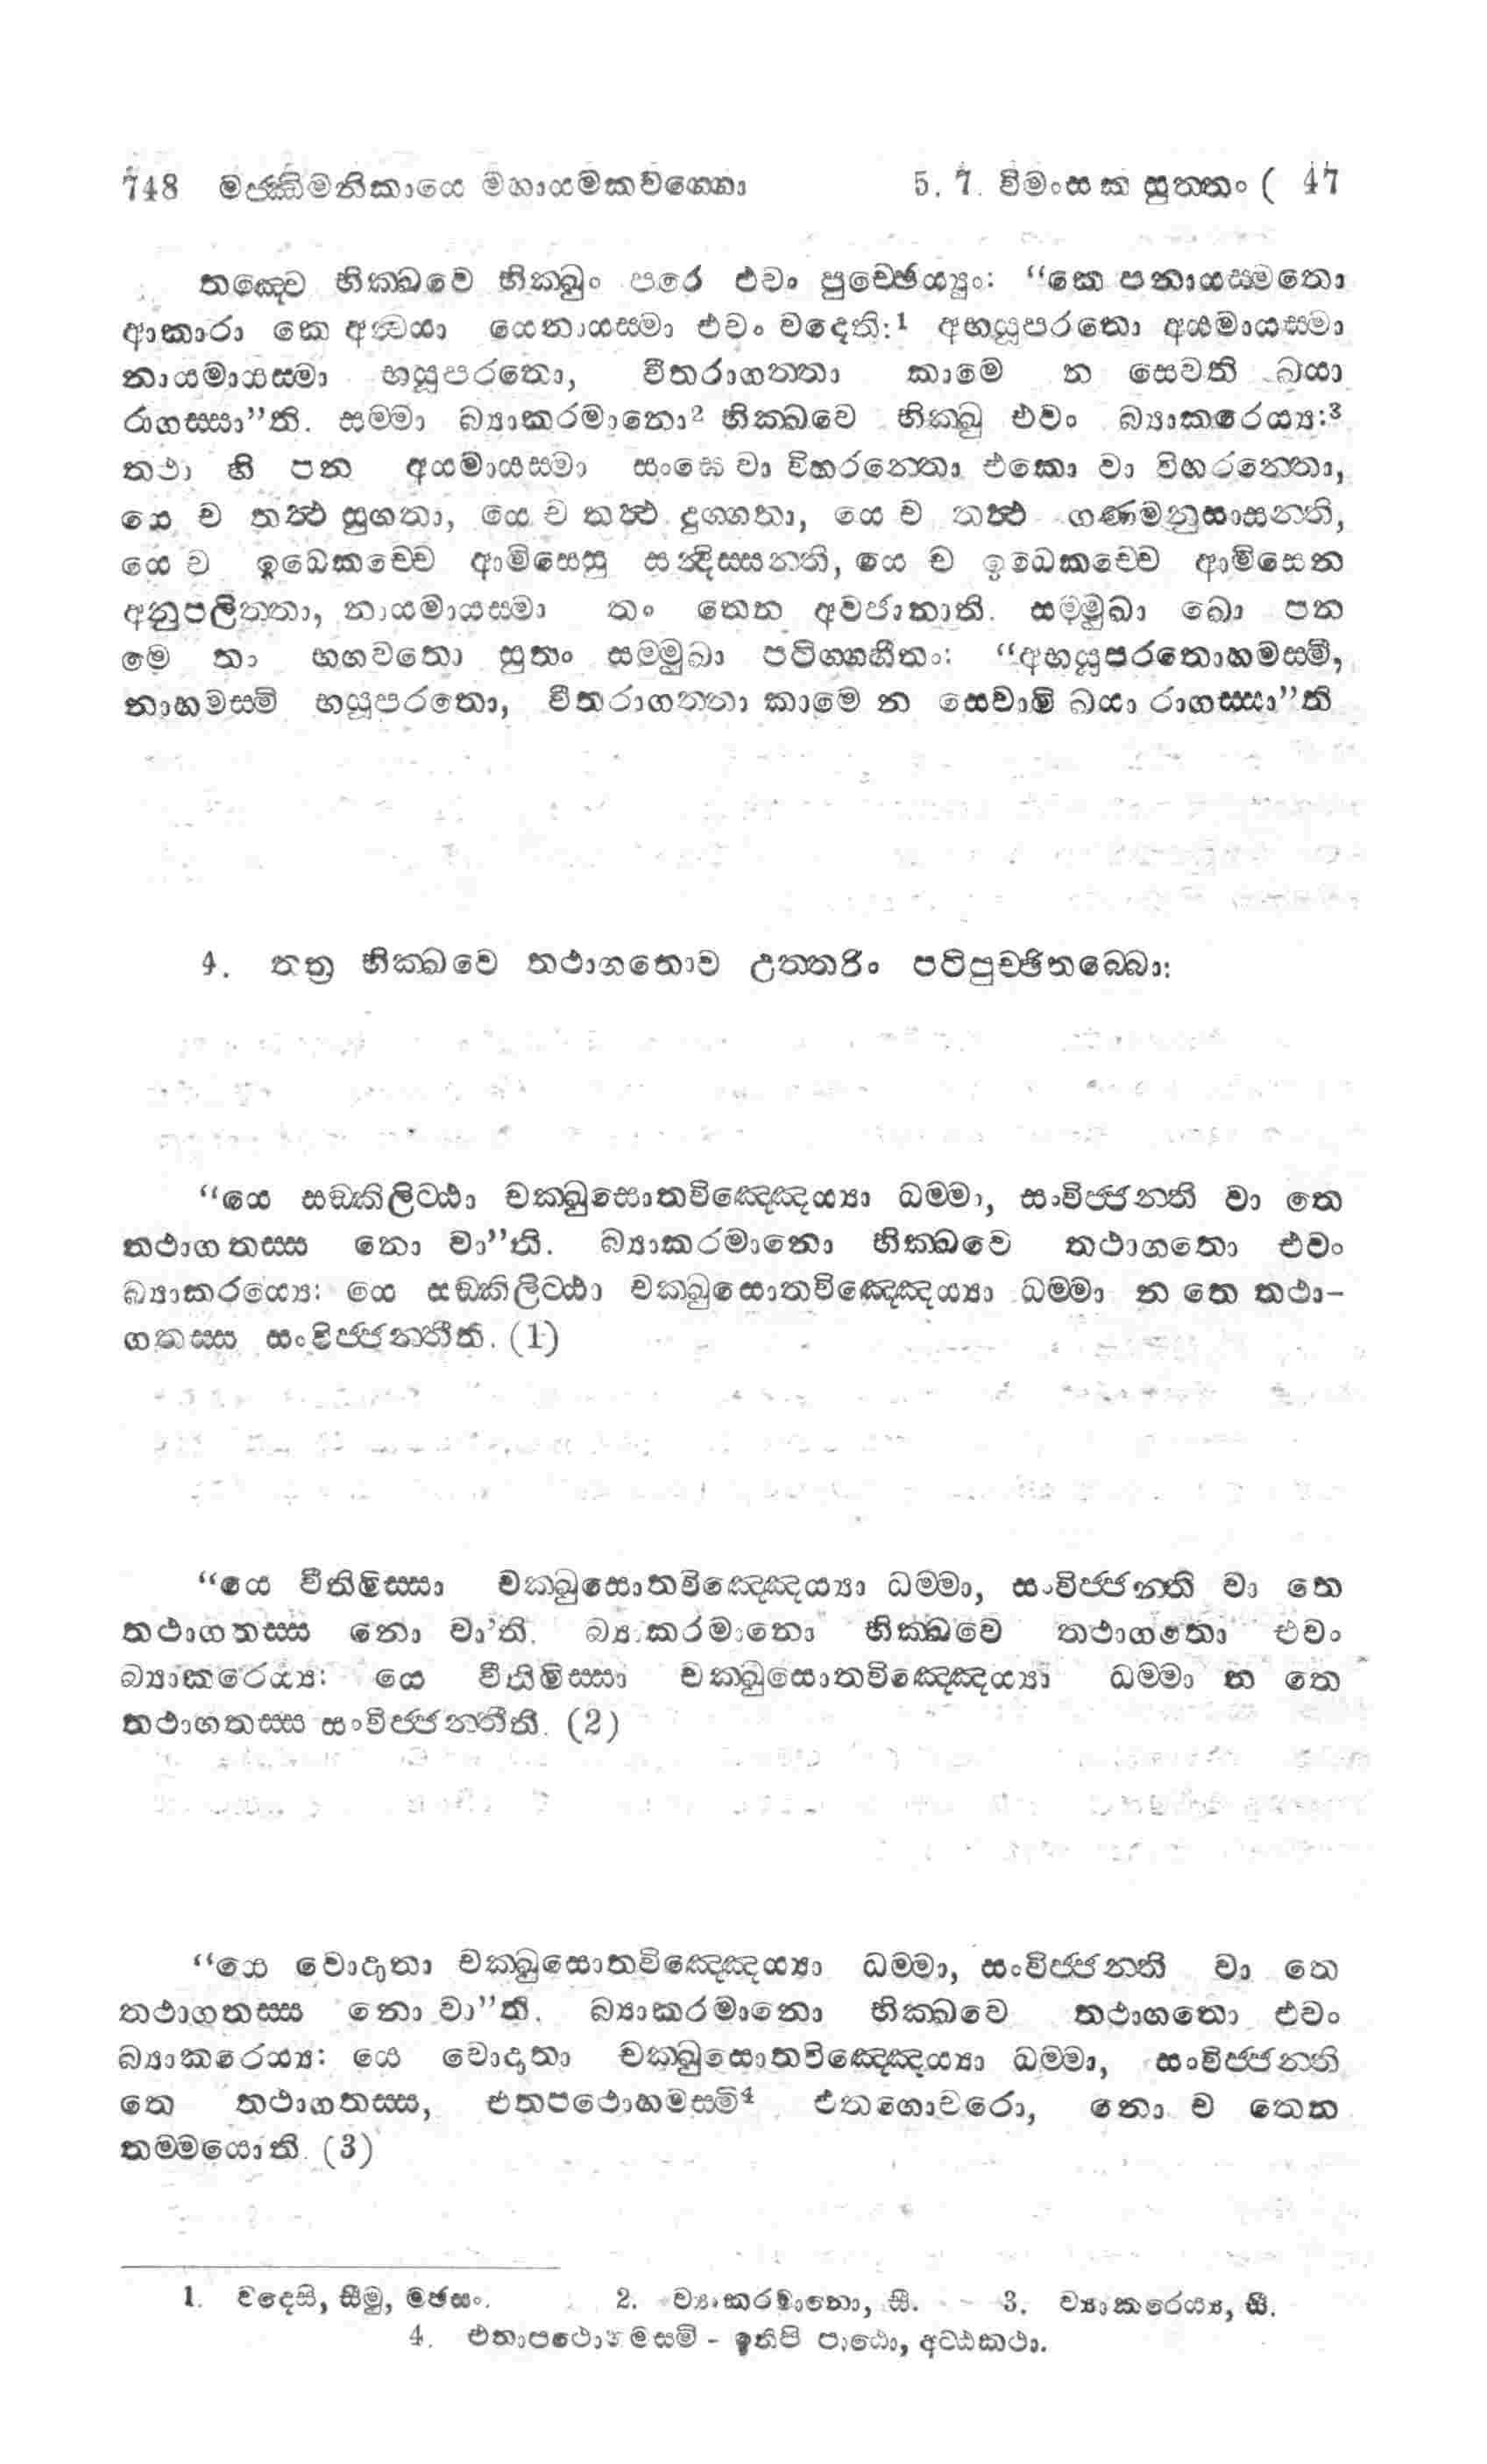 748 මජ්ඣිමනිකායෙ මහායමකවග්ගො 5. 7. විමංසක සුත්තං ( 47
තඤ්චෙ භික්ඛවෙ භික්ඛුං පරෙ එවං පුච්ඡෙය්‍යුං: “කෙ පනායස්මතො
ආකාරා කෙ අන්වයා යෙනායස්මා එවං වදෙති:1 අභයූපරතො අයමායස්මා
නායමායස්මා භයූපරතො, වීතරාගත්තා කාමෙ න සෙවති ඛයා
රාගස්සා”ති. සම්මා බ්‍යාකරමානො2 භික්ඛවෙ භික්ඛු එවං බ්‍යාකරෙය්‍ය:3
තථා හි පන අයමායස්මා සංඝෙ වා විහරන්තො එකො වා විහරන්තො,
යෙ ච තත්‍ථ සුගතා, යෙ ච තත්‍ථ දුග්ගතා, යෙ ච තත්‍ථ ගණමනුසාසන්ති,
යෙ ච ඉධෙකච්චෙ ආමිසෙසු සන්දිස්සන්ති, යෙ ච ඉධෙකච්චෙ ආමිසෙන
අනුපලිත්තා, නායමායස්මා තං තෙන අවජානාති. සම්මුඛා ඛො පන
මෙ තා භගවතො සුතං සම්මුඛා පටිග්ගහීතං: “අභයූපරතොහමස්මි,
නාහමස්මි භයූපරතො, වීතරාගත්තා කාමෙ න සෙවාමි ඛයා රාගස්සා”ති
4. තත්‍ර භික්ඛවෙ තථාගතොව උත්තරිං පටිපුච්ඡිතබ්බො:
“යෙ සඞ්කිලිට්ඨා චක්ඛුසොතවිඤ්ඤෙය්‍යා ධම්මා, සංවිජ්ජන්ති වා තෙ
තථාගතස්ස නො වා”ති. බ්‍යාකරමානො භික්ඛවෙ තථාගතො එවං
බ්‍යාකරය්‍යෙ: යෙ සඞ්කිලිට්ඨා චක්ඛුසොතවිඤ්ඤෙය්‍යා ධම්මා න තෙ තථා-
ගතස්ස සංවිජ්ජන්තීති. (1)
“යෙ වීතිමිස්සා චක්ඛුසොතවිඤ්ඤෙය්‍යා ධම්මා, සංවිජ්ජන්ති වා තෙ
තථාගතස්ස නො වා’ති. බ්‍යාකරමානො භික්ඛවෙ තථාගතො එවං
බ්‍යාකරෙය්‍ය: යෙ වීතිමිස්සා චක්ඛුසොතවිඤ්ඤෙය්‍යා ධම්මා න තෙ
තථාගතස්ස සංවිජ්ජන්තීති. (2)
“යෙ වොදාතා චක්ඛුසොතවිඤ්ඤෙය්‍යා ධම්මා, සංවිජ්ජන්ති වා තෙ
තථාගතස්ස නො වා”ති. බ්‍යාකරමානො භික්ඛවෙ තථාගතො එවං
බ්‍යාකරෙය්‍ය: යෙ වොදාතා චක්ඛුසොතවිඤ්ඤෙය්‍යා ධම්මා, සංවිජ්ජන්ති
තෙ තථාගතස්ස, එතපථොහමස්මි4 එතගොචරො, නො ච තෙන
තම්මයොති. (3)
1. වදෙසි, සීමු, මඡසං. 2. ව්‍යාකරමානො, සී. 3. ව්‍යාකරෙය්‍ය, සී.
4. එතාපථොහමස්මි - ඉතිපි පාඨො, අට්ඨකථා.